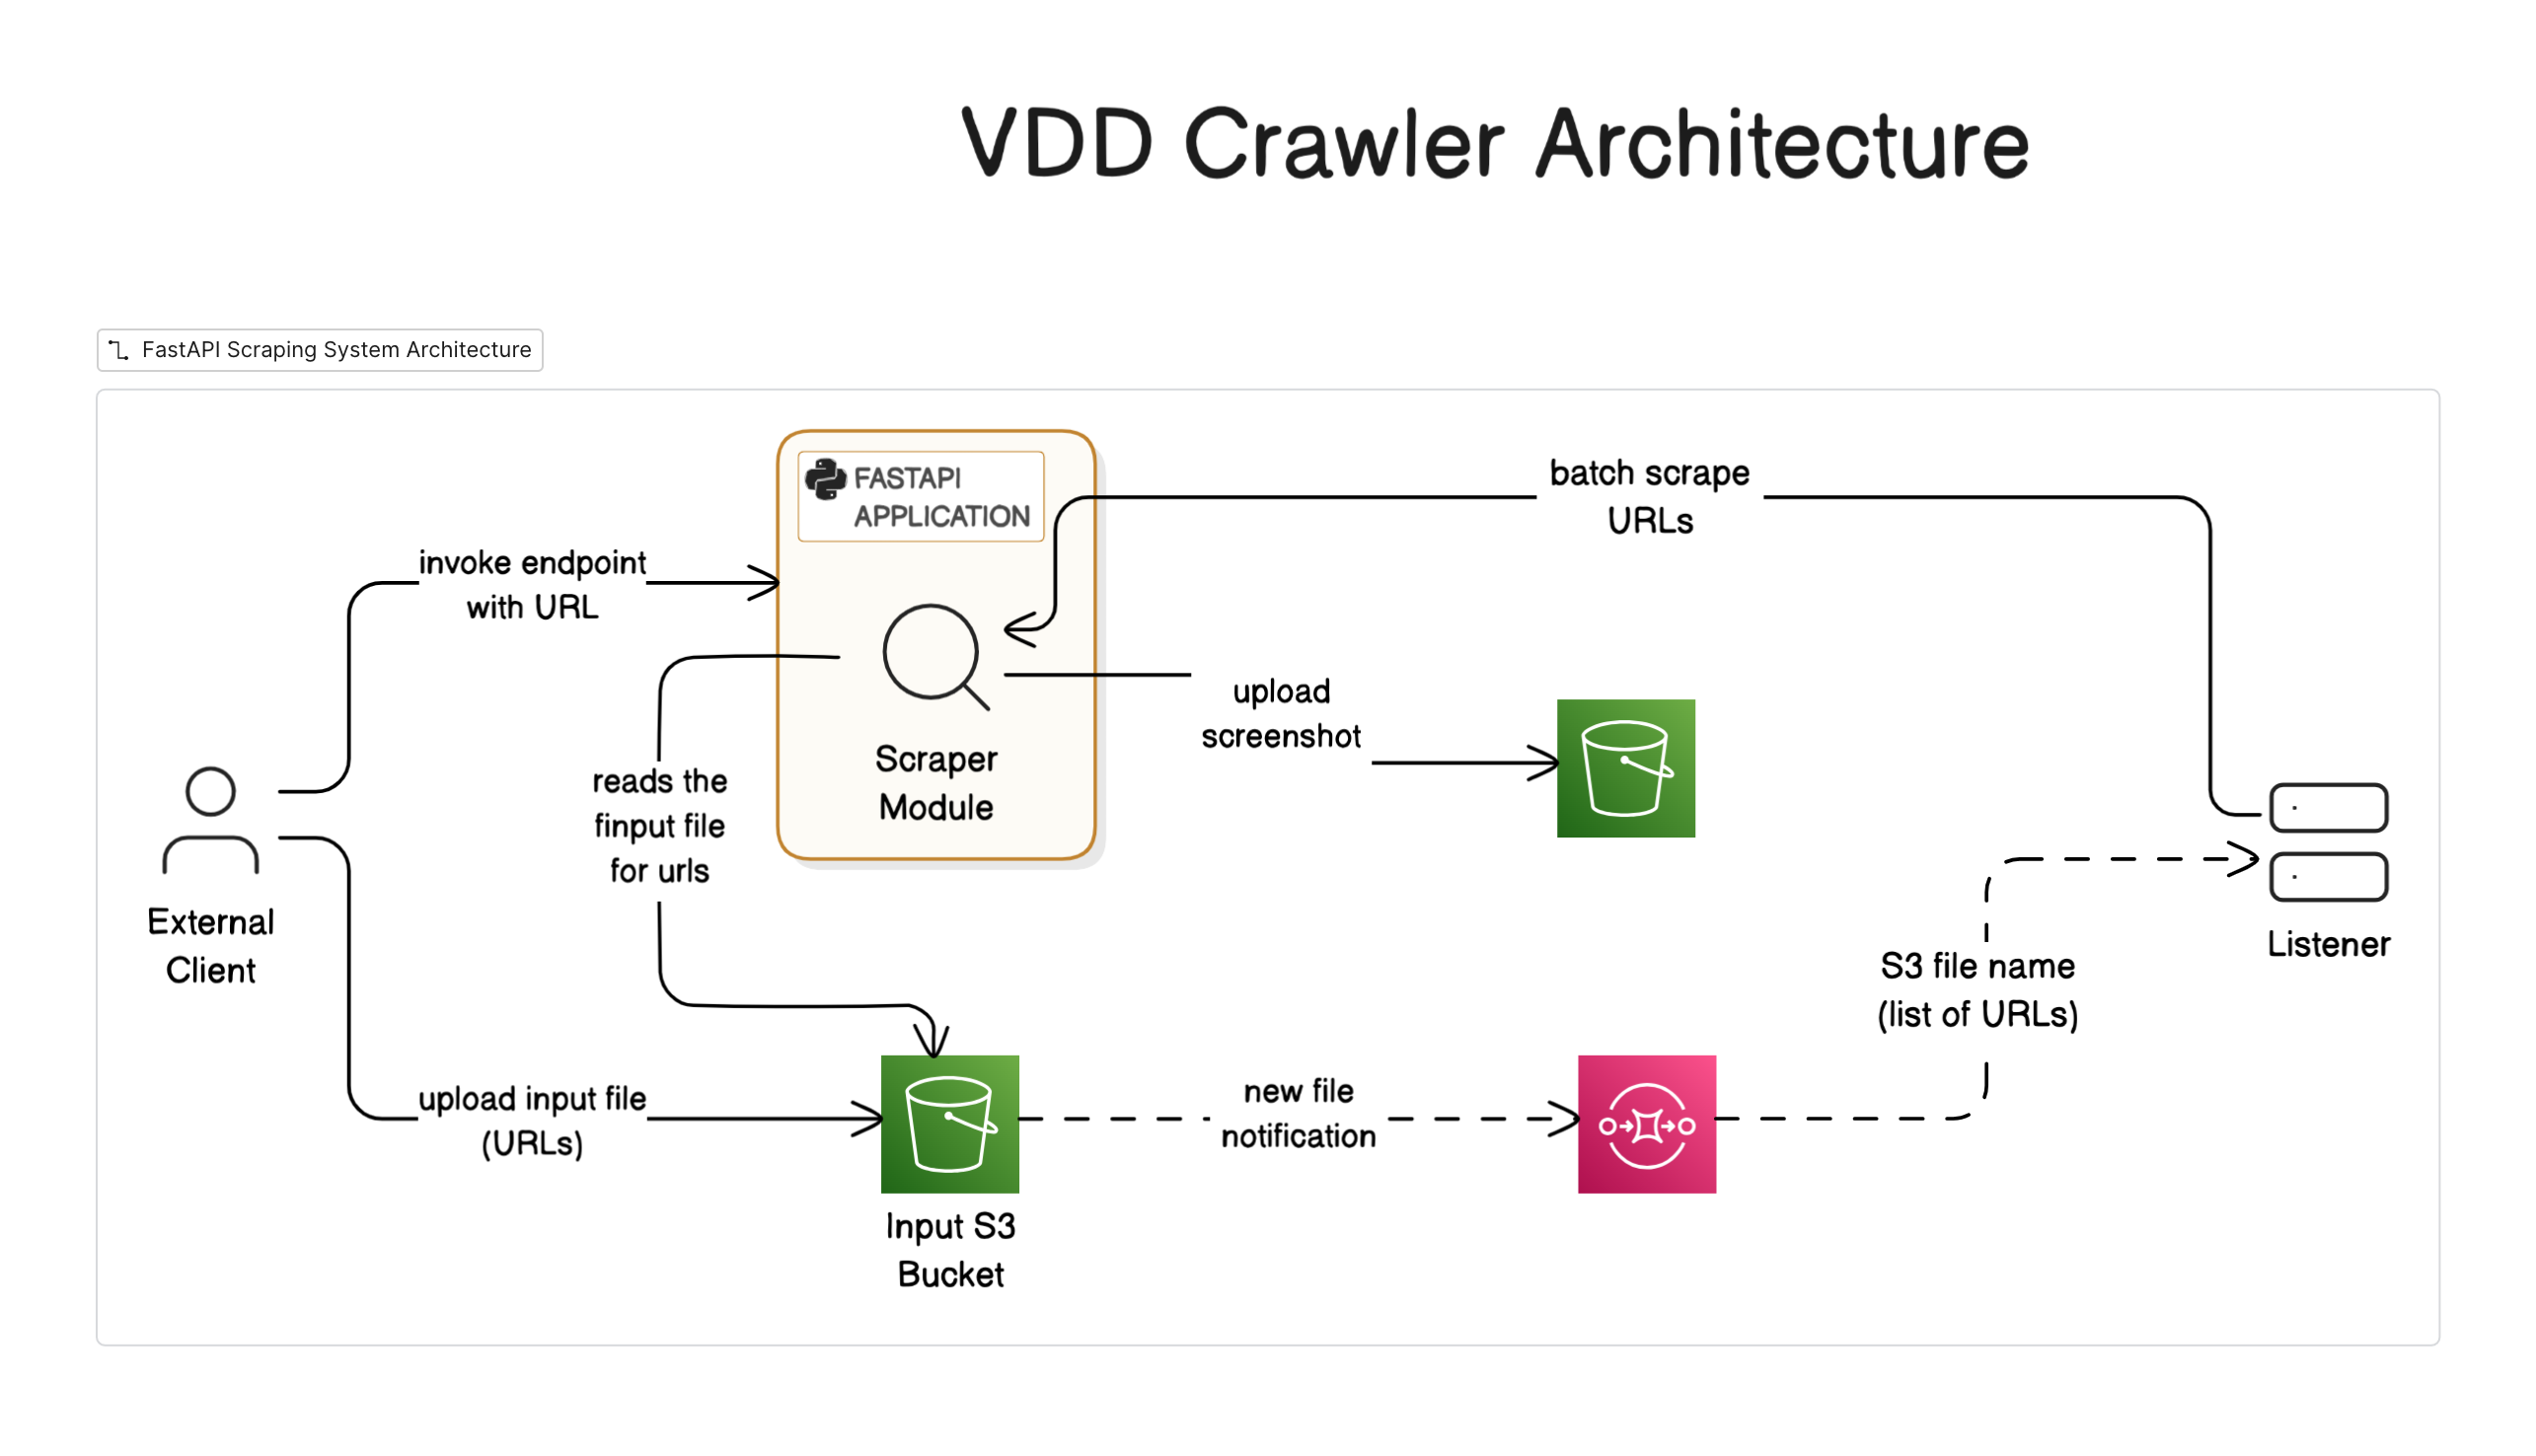 VDD Crawler Architecture
FastAPI Scraping System Architecture
FASTAPI
APPLICATION
batch scrape
URLs
invoke endpoint
with URL
upload
screenshot
reads the
finput file
for urls
Scraper
Module
External
Client
Listener
S3 file name
(list of URLs)
upload input file
(URLs)
new file
notification
Input S3
Bucket